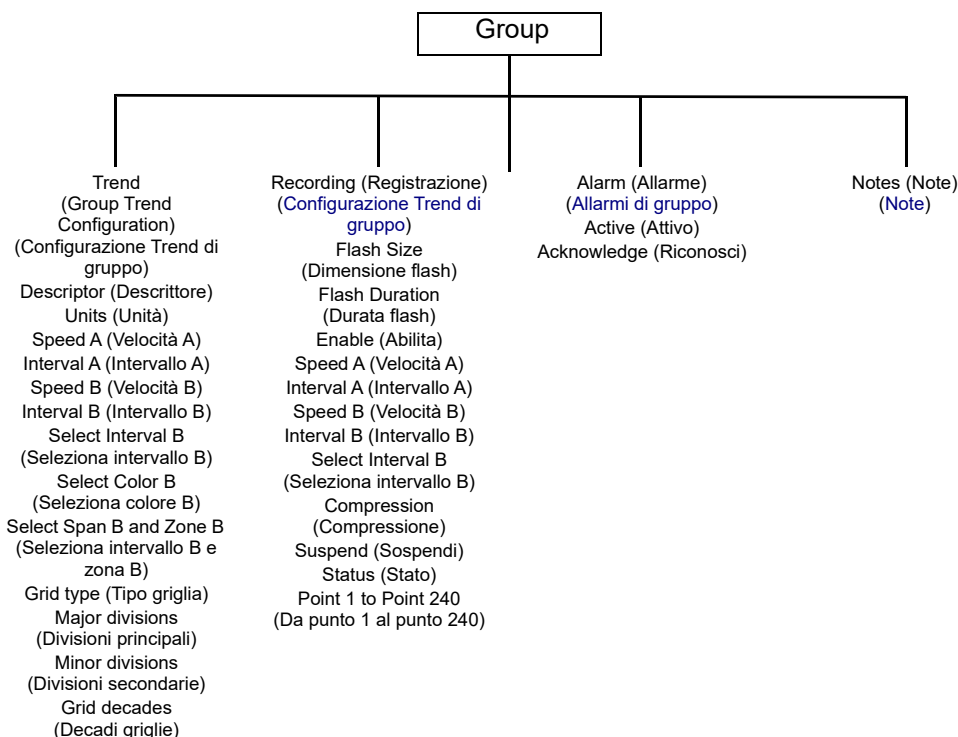 Group
Trend
(Group Trend
Configuration)
(Configurazione Trend di
gruppo)
Descriptor (Descrittore)
Units (Unità)
Speed A (Velocità A)
Interval A (Intervallo A)
Speed B (Velocità B)
Interval B (Intervallo B)
Select Interval B
(Seleziona intervallo B)
Select Color B
(Seleziona colore B)
Select Span B and Zone B
(Seleziona intervallo B e
zona B)
Grid type (Tipo griglia)
Major divisions
(Divisioni principali)
Minor divisions
(Divisioni secondarie)
Grid decades
(Decadi griglie)
Recording (Registrazione)
(Configurazione Trend di
gruppo)
Flash Size
(Dimensione flash)
Flash Duration
(Durata flash)
Enable (Abilita)
Speed A (Velocità A)
Interval A (Intervallo A)
Speed B (Velocità B)
Interval B (Intervallo B)
Select Interval B
(Seleziona intervallo B)
Compression
(Compressione)
Suspend (Sospendi)
Status (Stato)
Point 1 to Point 240
(Da punto 1 al punto 240)
Alarm (Allarme)
(Allarmi di gruppo)
Active (Attivo)
Acknowledge (Riconosci)
Notes (Note)
(Note)